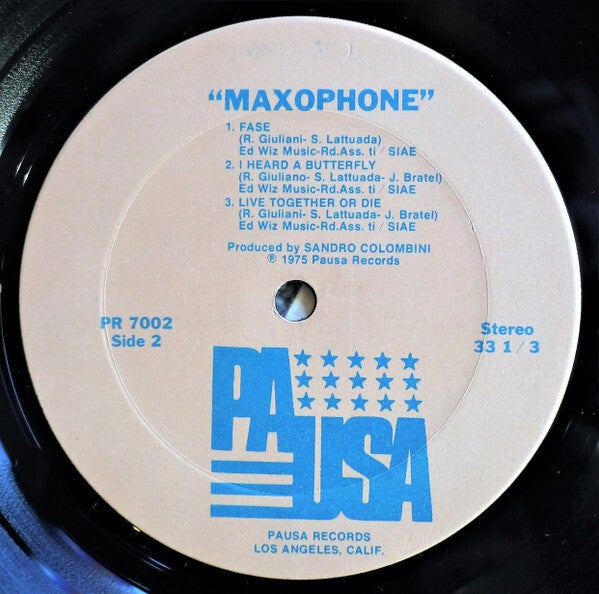 "MAXOPHONE"
1. FASE
(R. Giuliani- S. Lattuada)
Ed Wiz Music-Rd.Ass. ti / SIAE
2. I HEARD A BUTTERFLY
(R. Giuliano- S. Lattuada- J. Bratel)
Ed Wiz Music-Rd.Ass. ti / SIAE
3. LIVE TOGETHER OR DIE
(R. Giuliani- S. Lattuada- J. Bratel)
Ed Wiz Music-Rd.Ass. ti / SIAE
Produced by SANDRO COLOMBINI
℗ 1975 Pausa Records
PR 7002
Side 2
Stereo
33 1 / 3
PAUSA
PAUSA RECORDS
LOS ANGELES, CALIF.